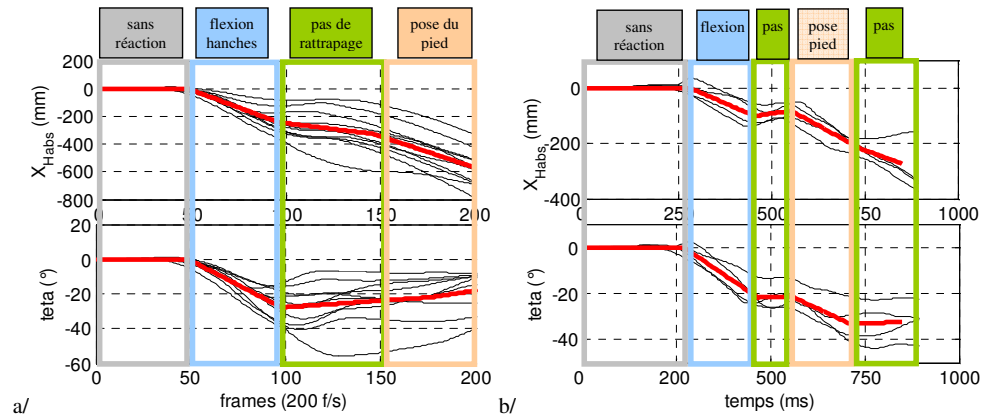 sans réaction
flexion hanches
pas de rattrapage
pose du pied
200
0
-200
-400
-600
-800
X_Habs (mm)
0 50 100 150 200
20
0
-20
-40
-60
teta (°)
0 50 100 150 200
frames (200 f/s)
a/
sans réaction
flexion
pas
pose pied
pas
0
-200
-400
X_Habs, (mm)
0 250 500 750 1000
0
-20
-40
teta (°)
0 250 500 750 1000
temps (ms)
b/